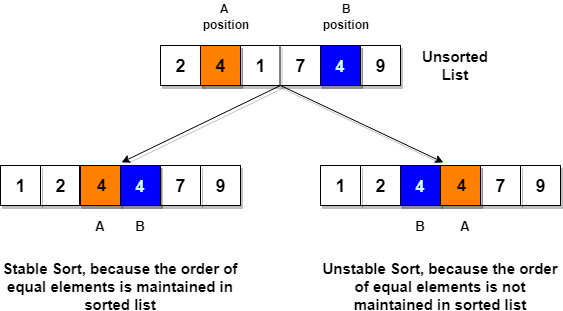 A
position
B
position
2 4 1 7 4 9
Unsorted
List
1 2 4 4 7 9
A B
1 2 4 4 7 9
B A
Stable Sort, because the order of
equal elements is maintained in
sorted list
Unstable Sort, because the order
of equal elements is not
maintained in sorted list